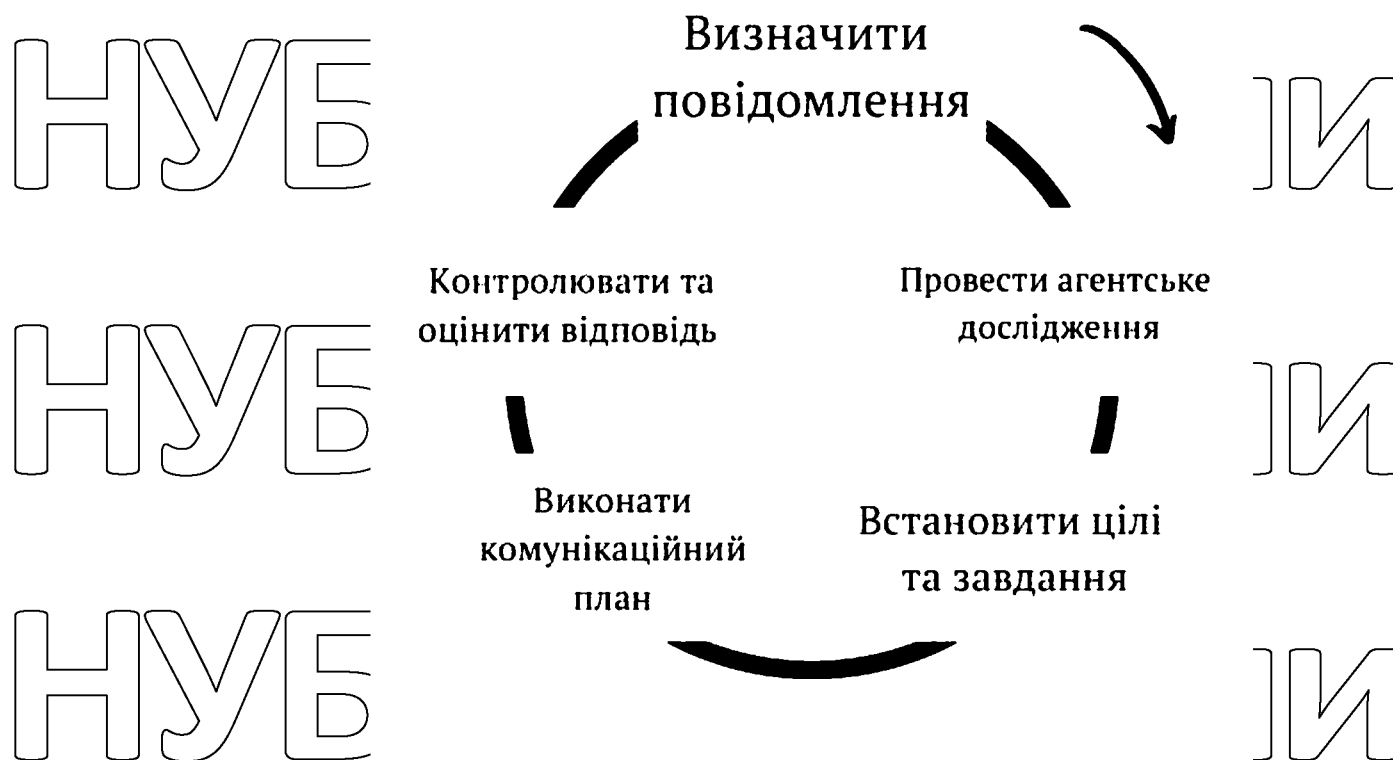 Визначити
повідомлення
Провести агентське
дослідження
Встановити цілі
та завдання
Виконати
комунікаційний
план
Контролювати та
оцінити відповідь
НУБ
И
НУБ
И
НУБ
И